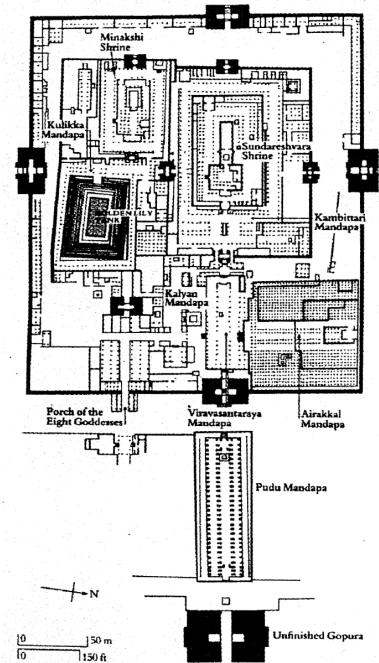 Minakshi
Shrine
Kulikka
Mandapa
Sundareshvara
Shrine
GOLDEN LILY
TANK
Kambittari
Mandapa
Kalyan
Mandapa
Porch of the
Eight Goddesses
Viravasantaraya
Mandapa
Airakkal
Mandapa
Pudu Mandapa
N
0 50 m
0 150 ft
Unfinished Gopura